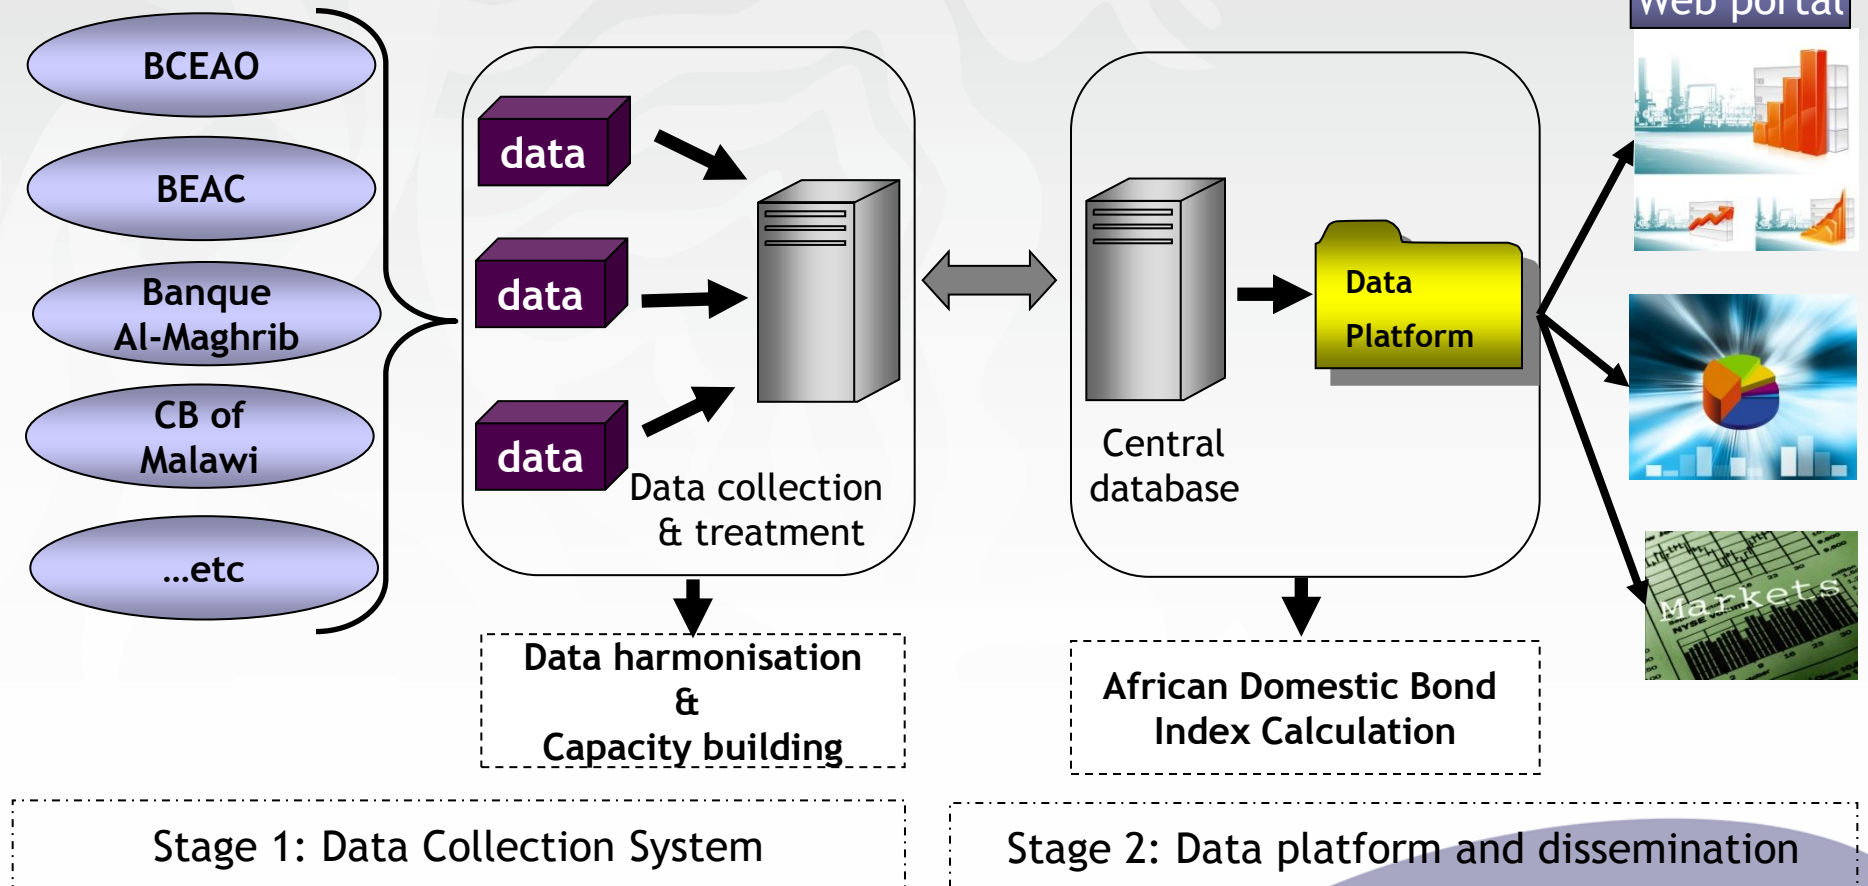 Web portal
BCEAO
BEAC
Banque
Al-Maghrib
CB of
Malawi
...etc
data
data
data
Data collection
& treatment
Central
database
Data
Platform
Markets
Data harmonisation
&
Capacity building
African Domestic Bond
Index Calculation
Stage 1: Data Collection System
Stage 2: Data platform and dissemination